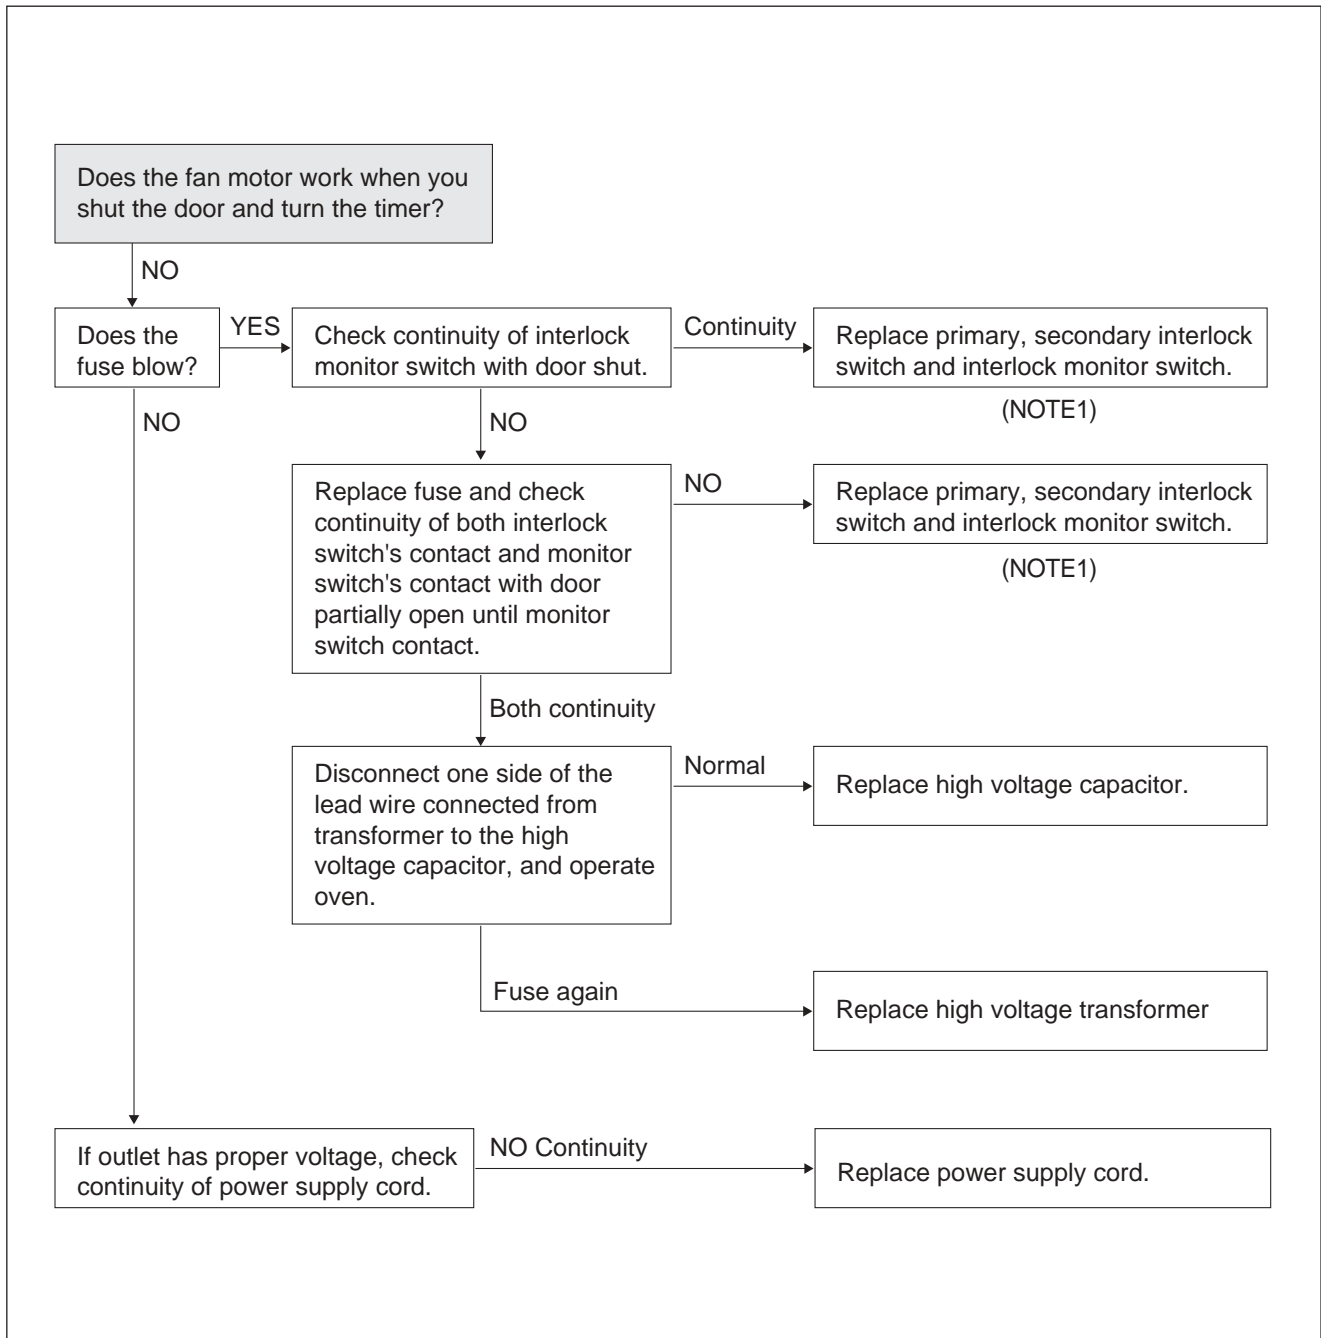 Does the fan motor work when you
shut the door and turn the timer?
NO
Does the
fuse blow?
YES
Check continuity of interlock
monitor switch with door shut.
Continuity
Replace primary, secondary interlock
switch and interlock monitor switch.
(NOTE1)
NO
NO
Replace fuse and check
continuity of both interlock
switch's contact and monitor
switch's contact with door
partially open until monitor
switch contact.
NO
Replace primary, secondary interlock
switch and interlock monitor switch.
(NOTE1)
Both continuity
Disconnect one side of the
lead wire connected from
transformer to the high
voltage capacitor, and operate
oven.
Normal
Replace high voltage capacitor.
Fuse again
Replace high voltage transformer
If outlet has proper voltage, check
continuity of power supply cord.
NO Continuity
Replace power supply cord.